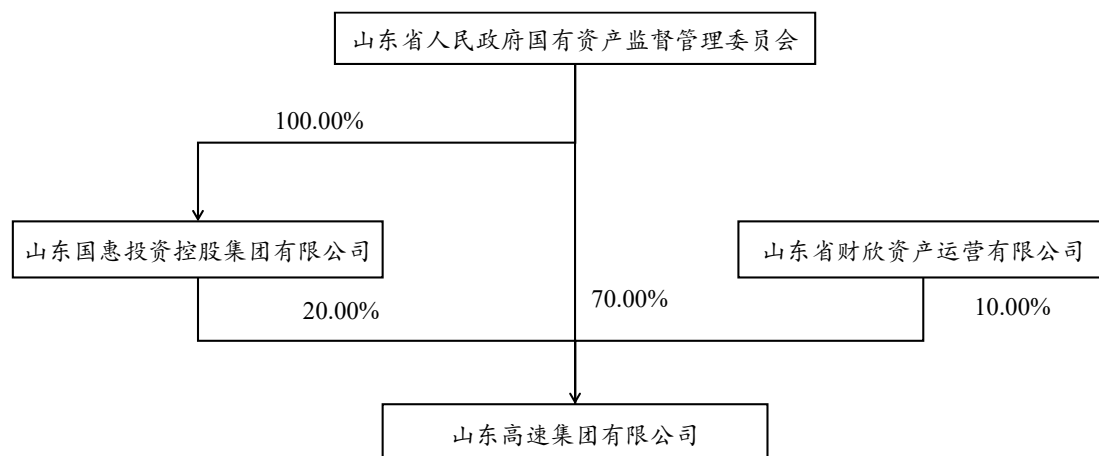 山东省人民政府国有资产监督管理委员会
100.00%
山东国惠投资控股集团有限公司
山东省财欣资产运营有限公司
20.00%
70.00%
10.00%
山东高速集团有限公司